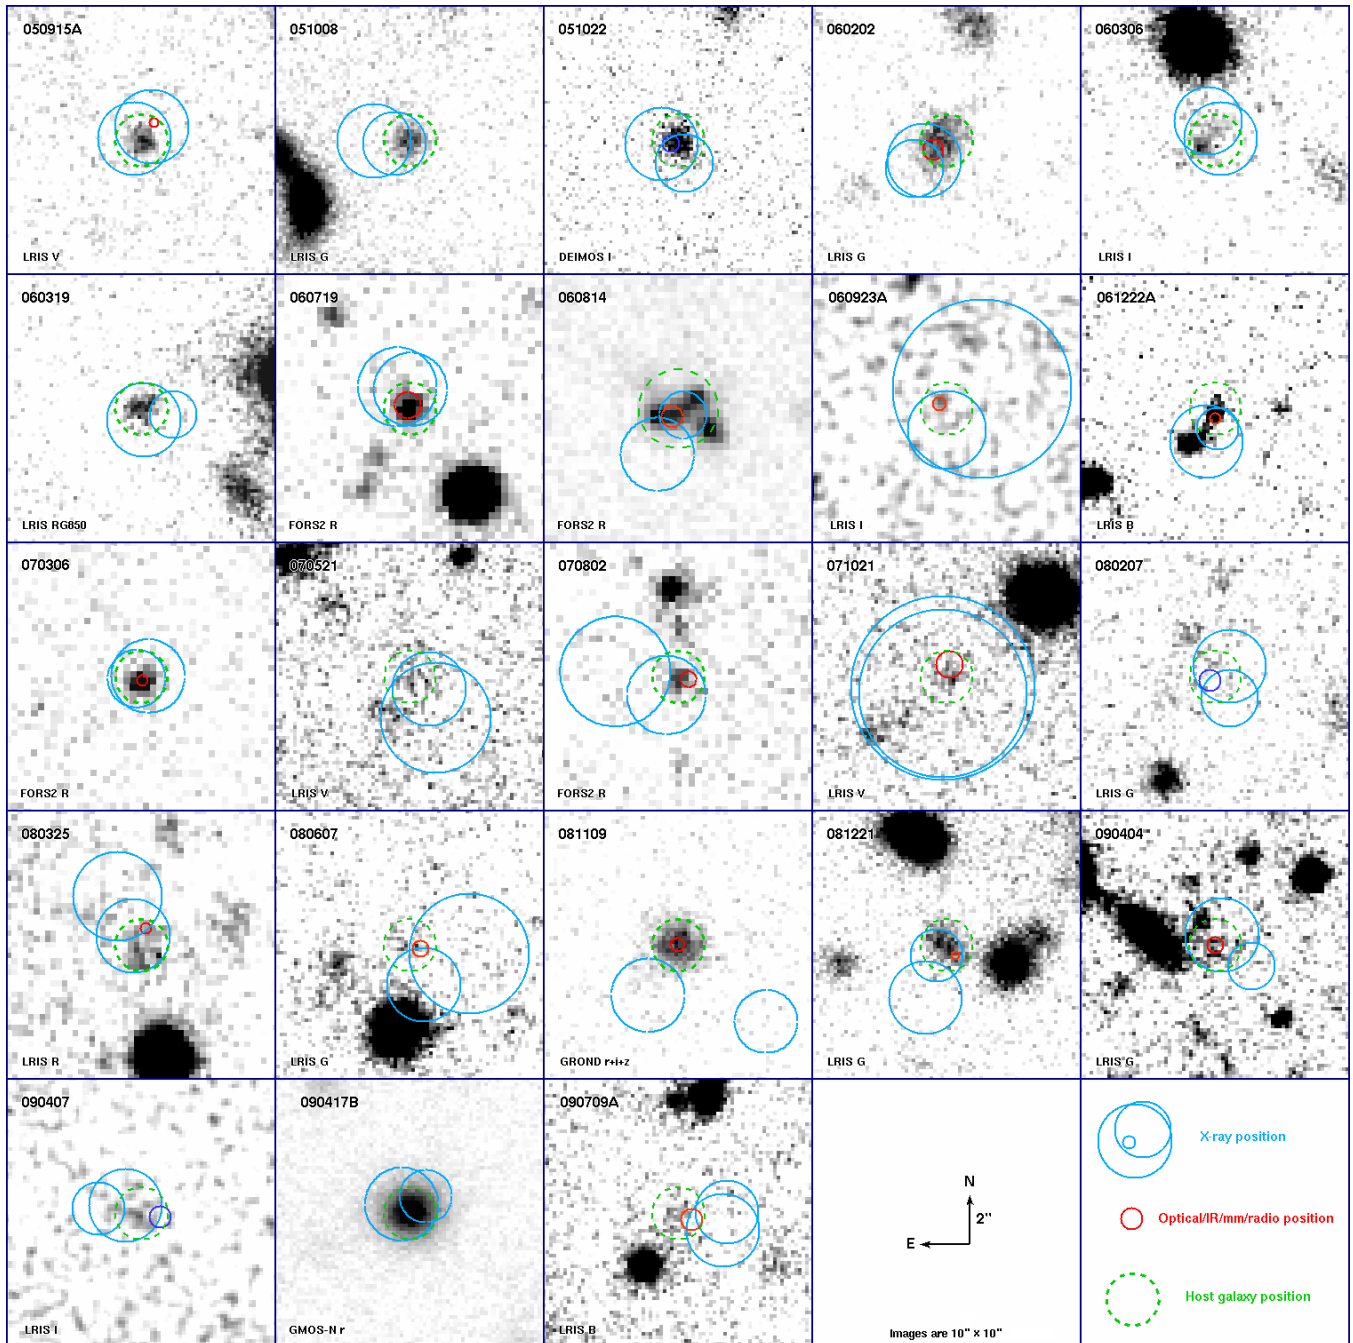 050915A
051008
051022
060202
060306
LRIS V
LRIS G
DEIMOS I
LRIS G
LRIS I
060319
060719
060814
060923A
061222A
LRIS RG850
FORS2 R
FORS2 R
LRIS I
LRIS B
070306
070521
070802
071021
080207
FORS2 R
LRIS V
FORS2 R
LRIS V
LRIS G
080325
080607
081109
081221
090404
LRIS R
LRIS G
GROND r+i+z
LRIS G
LRIS G
090407
090417B
090709A
X-ray position
N
2"
E
Optical/IR/mm/radio position
Host galaxy position
LRIS I
GMOS-N r
LRIS B
Images are 10" x 10"